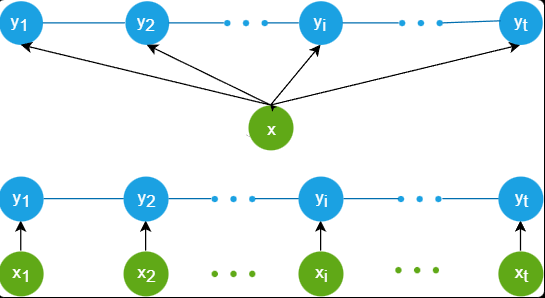 y1 y2 yi yt
x
y1 y2 yi yt
x1 x2 xi xt